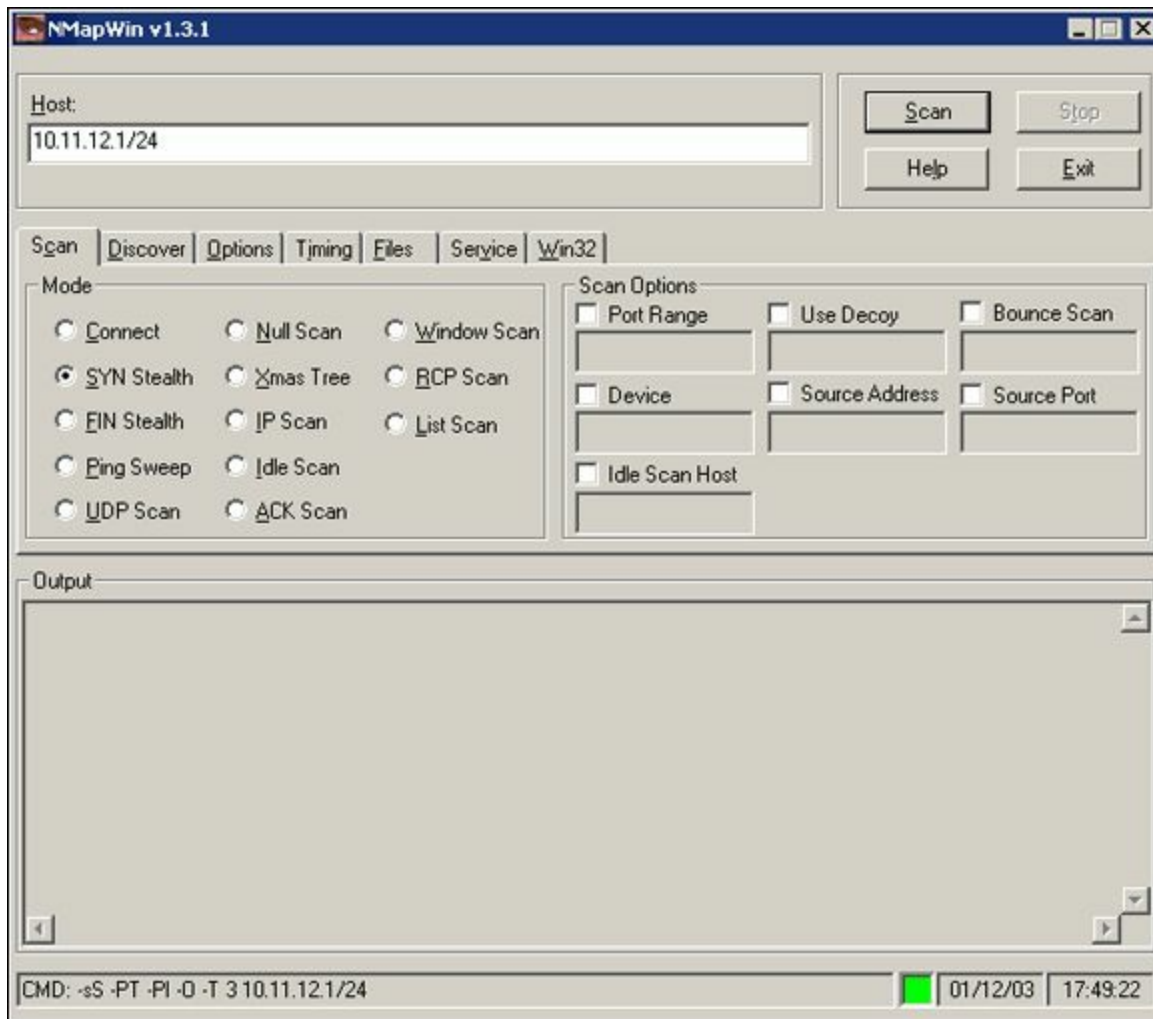 NMapWin v1.3.1
Host:
10.11.12.1/24
Scan
Stop
Help
Exit
Scan
Discover
Options
Timing
Files
Service
Win32
Mode
Connect
Null Scan
Window Scan
SYN Stealth
Xmas Tree
RCP Scan
FIN Stealth
IP Scan
List Scan
Ping Sweep
Idle Scan
UDP Scan
ACK Scan
Scan Options
Port Range
Use Decoy
Bounce Scan
Device
Source Address
Source Port
Idle Scan Host
Output
CMD: -sS -PT -PI -O -T 3 10.11.12.1/24
01/12/03
17:49:22